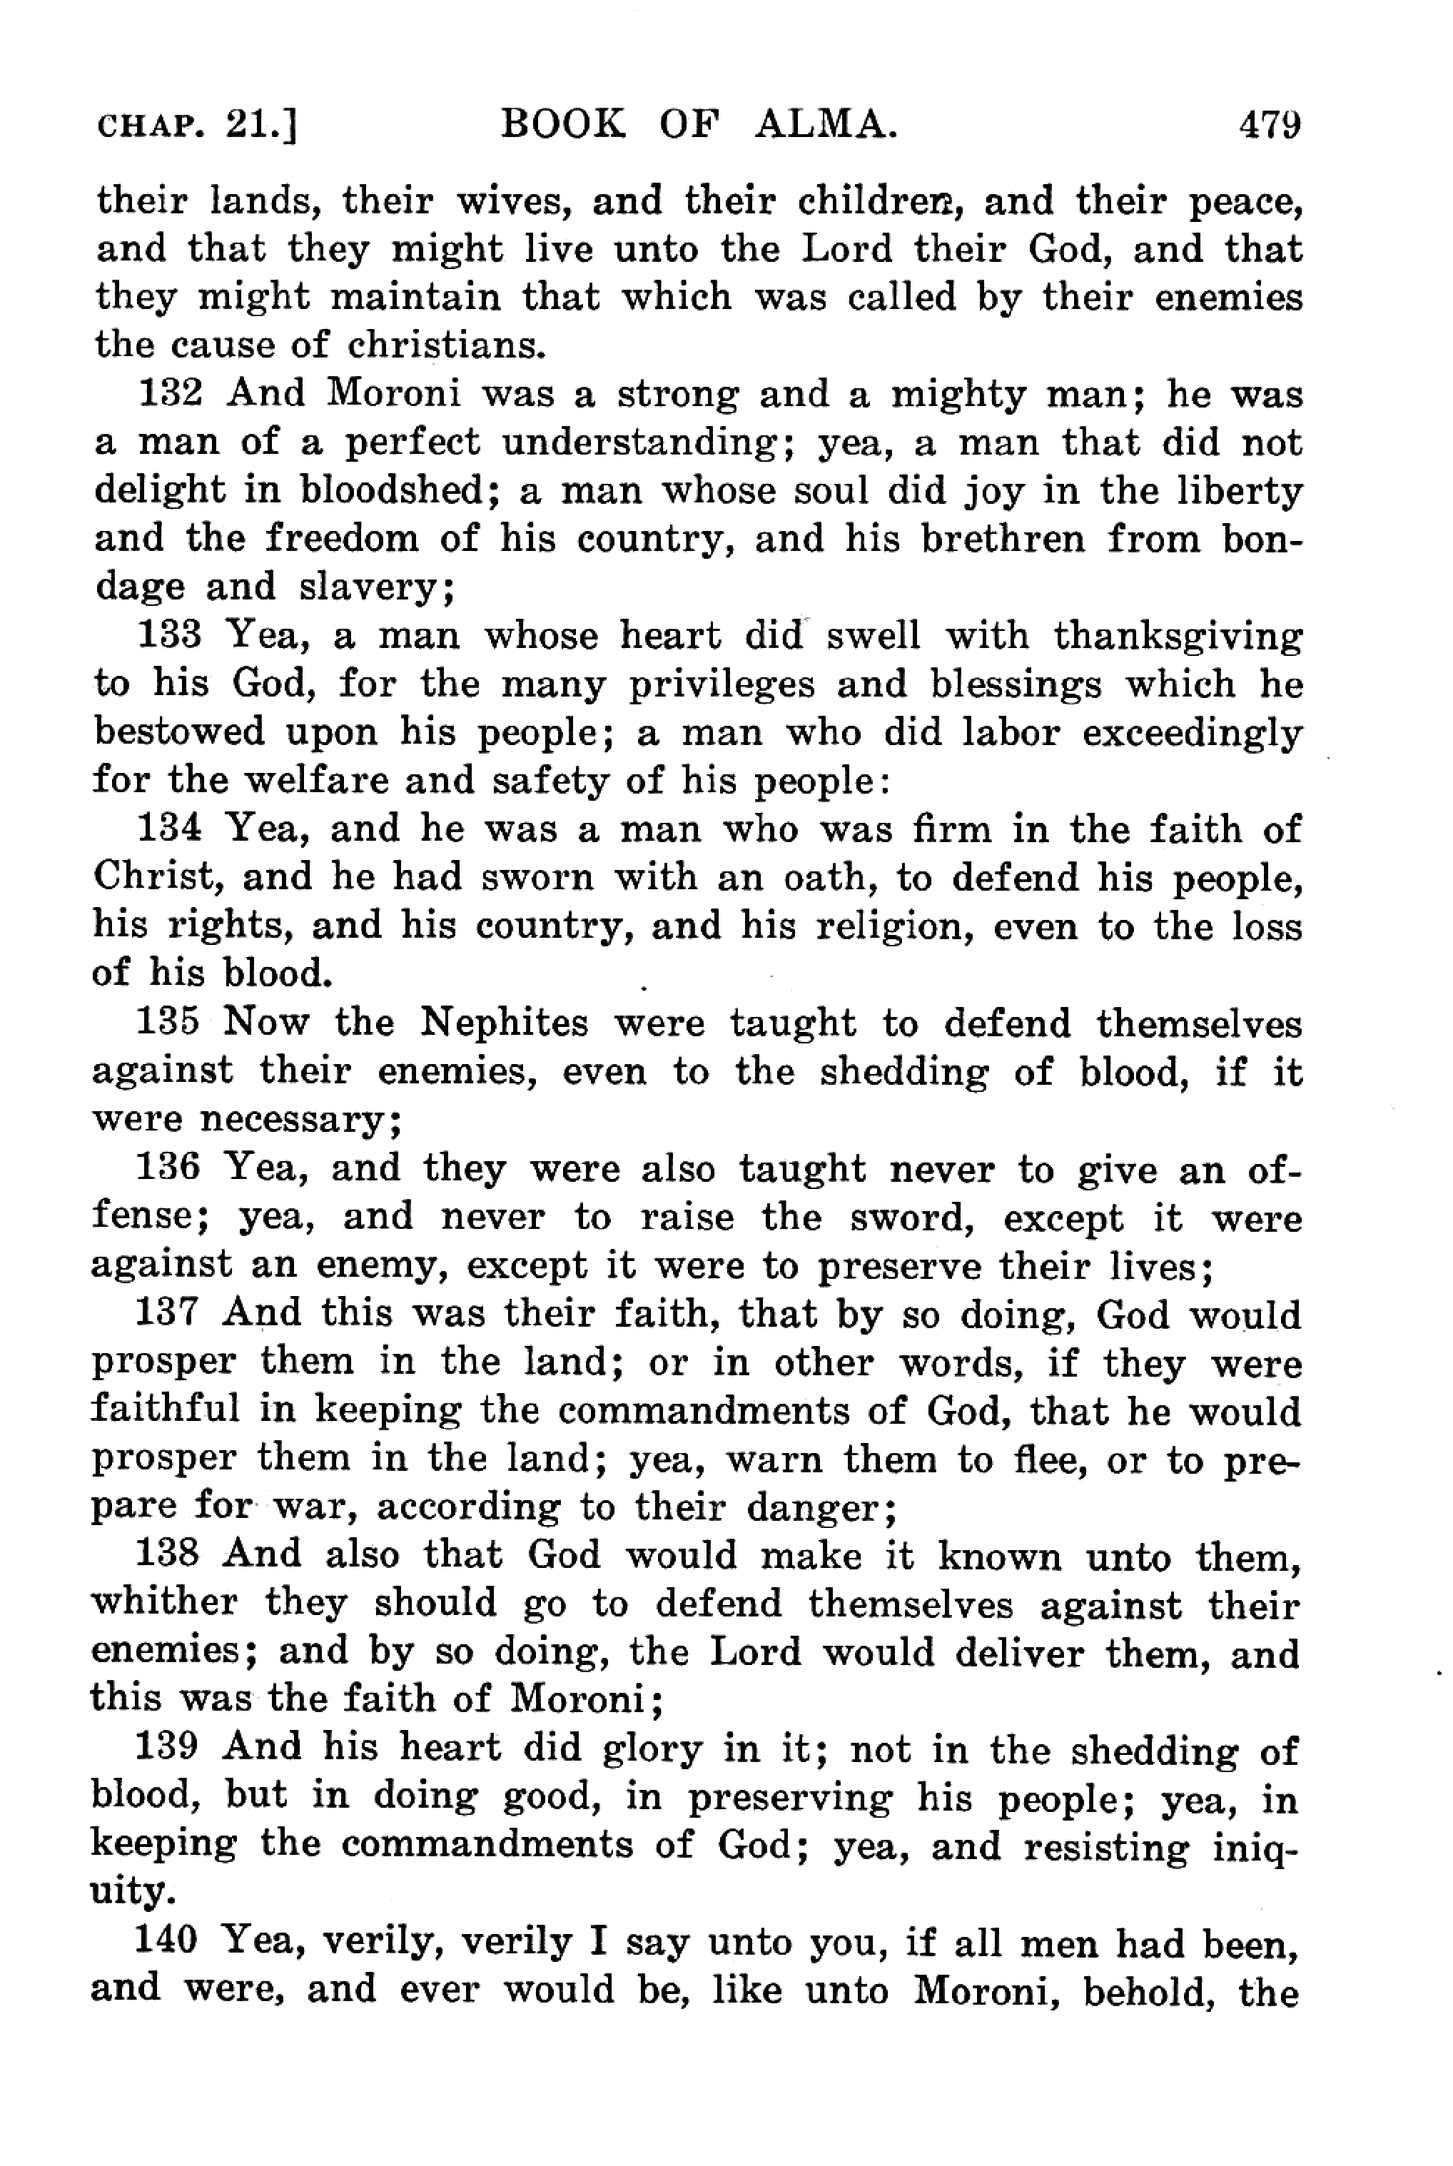 CHAP. 21.] BOOK OF ALMA. 479
their lands, their wives, and their children, and their peace,
and that they might live unto the Lord their God, and that
they might maintain that which was called by their enemies
the cause of christians.
132 And Moroni was a strong and a mighty man; he was
a man of a perfect understanding; yea, a man that did not
delight in bloodshed; a man whose soul did joy in the liberty
and the freedom of his country, and his brethren from bon-
dage and slavery;
133 Yea, a man whose heart did swell with thanksgiving
to his God, for the many privileges and blessings which he
bestowed upon his people; a man who did labor exceedingly
for the welfare and safety of his people:
134 Yea, and he was a man who was firm in the faith of
Christ, and he had sworn with an oath, to defend his people,
his rights, and his country, and his religion, even to the loss
of his blood.
135 Now the Nephites were taught to defend themselves
against their enemies, even to the shedding of blood, if it
were necessary;
136 Yea, and they were also taught never to give an of-
fense; yea, and never to raise the sword, except it were
against an enemy, except it were to preserve their lives;
137 And this was their faith, that by so doing, God would
prosper them in the land; or in other words, if they were
faithful in keeping the commandments of God, that he would
prosper them in the land; yea, warn them to flee, or to pre-
pare for war, according to their danger;
138 And also that God would make it known unto them,
whither they should go to defend themselves against their
enemies; and by so doing, the Lord would deliver them, and
this was the faith of Moroni;
139 And his heart did glory in it; not in the shedding of
blood, but in doing good, in preserving his people; yea, in
keeping the commandments of God; yea, and resisting iniq-
uity.
140 Yea, verily, verily I say unto you, if all men had been,
and were, and ever would be, like unto Moroni, behold, the